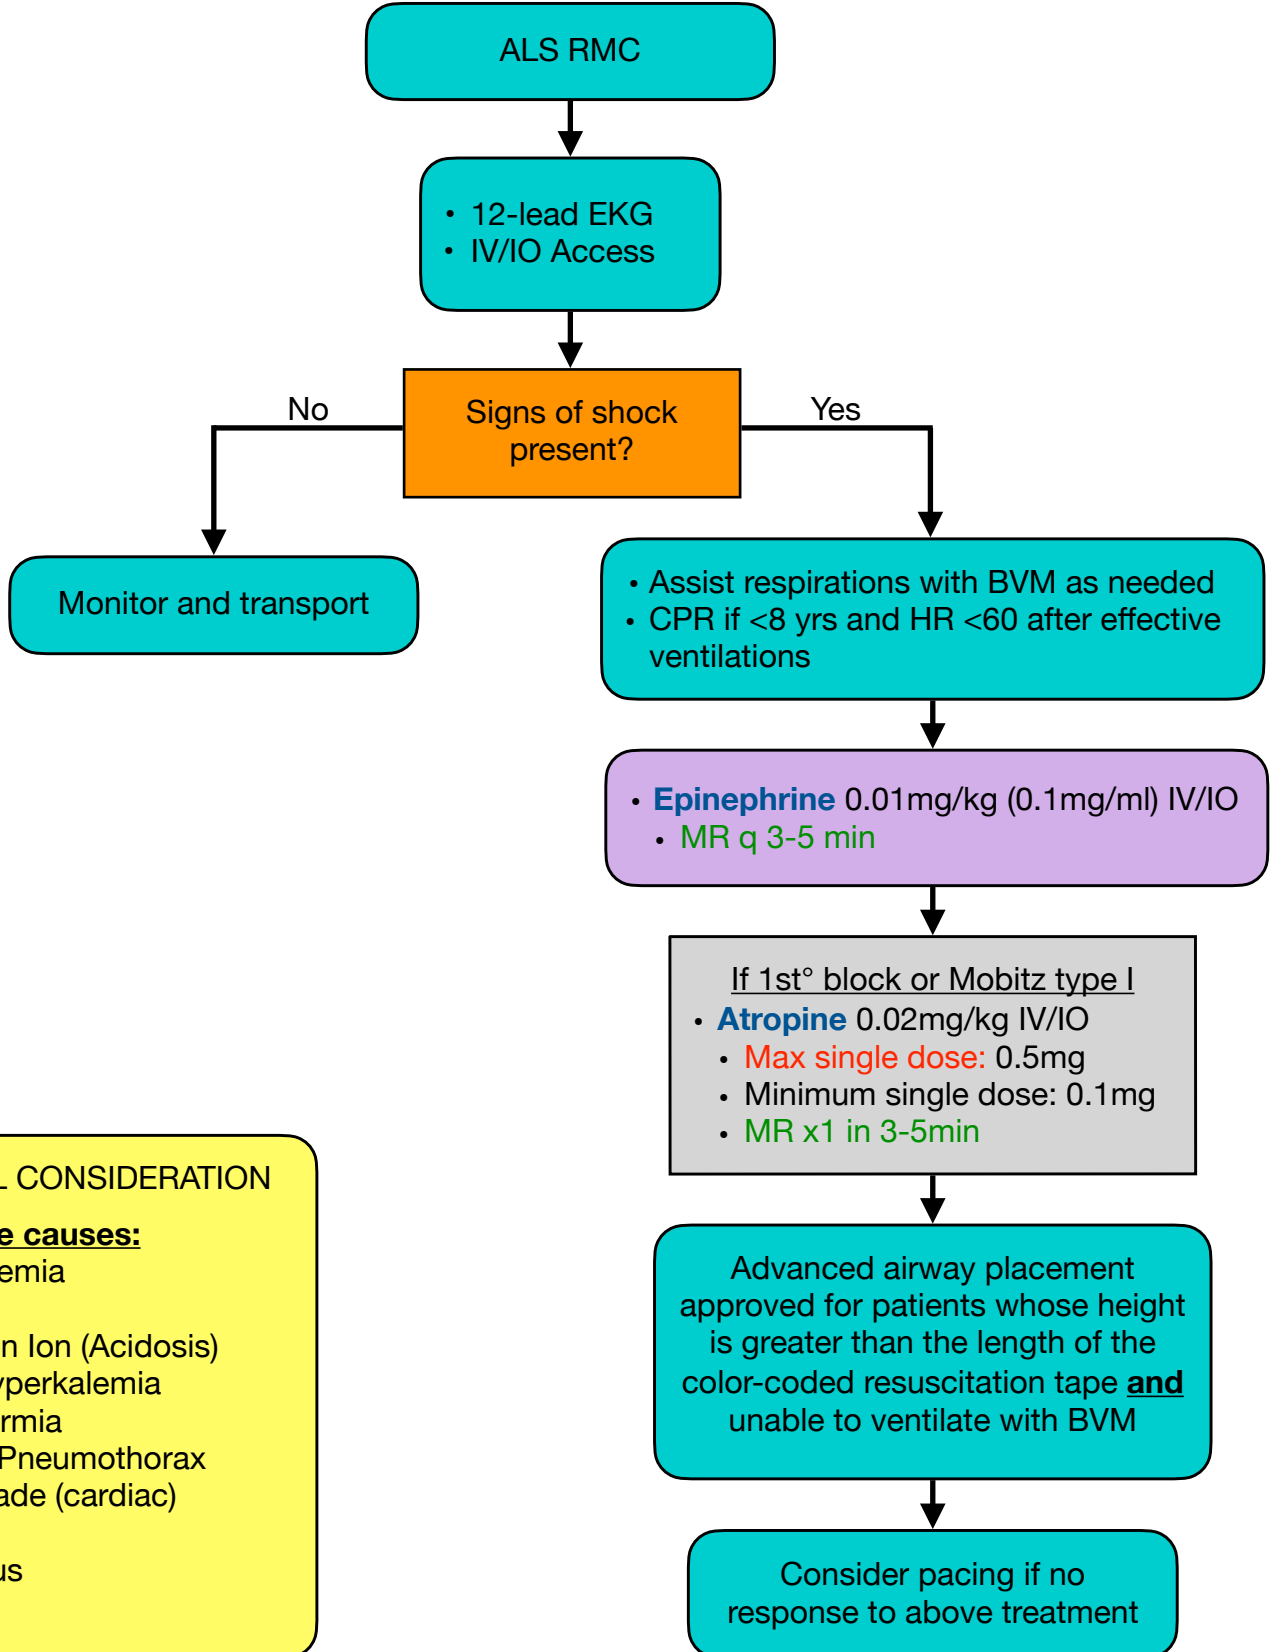 ALS RMC
• 12-lead EKG
• IV/IO Access
Signs of shock
present?
No
Yes
Monitor and transport
• Assist respirations with BVM as needed
• CPR if <8 yrs and HR <60 after effective
ventilations
• Epinephrine 0.01mg/kg (0.1mg/ml) IV/IO
• MR q 3-5 min
If 1st° block or Mobitz type I
• Atropine 0.02mg/kg IV/IO
• Max single dose: 0.5mg
• Minimum single dose: 0.1mg
• MR x1 in 3-5min
Advanced airway placement
approved for patients whose height
is greater than the length of the
color-coded resuscitation tape and
unable to ventilate with BVM
Consider pacing if no
response to above treatment
CONSIDERATION
causes:
Ion (Acidosis)
Pneumothorax
(cardiac)